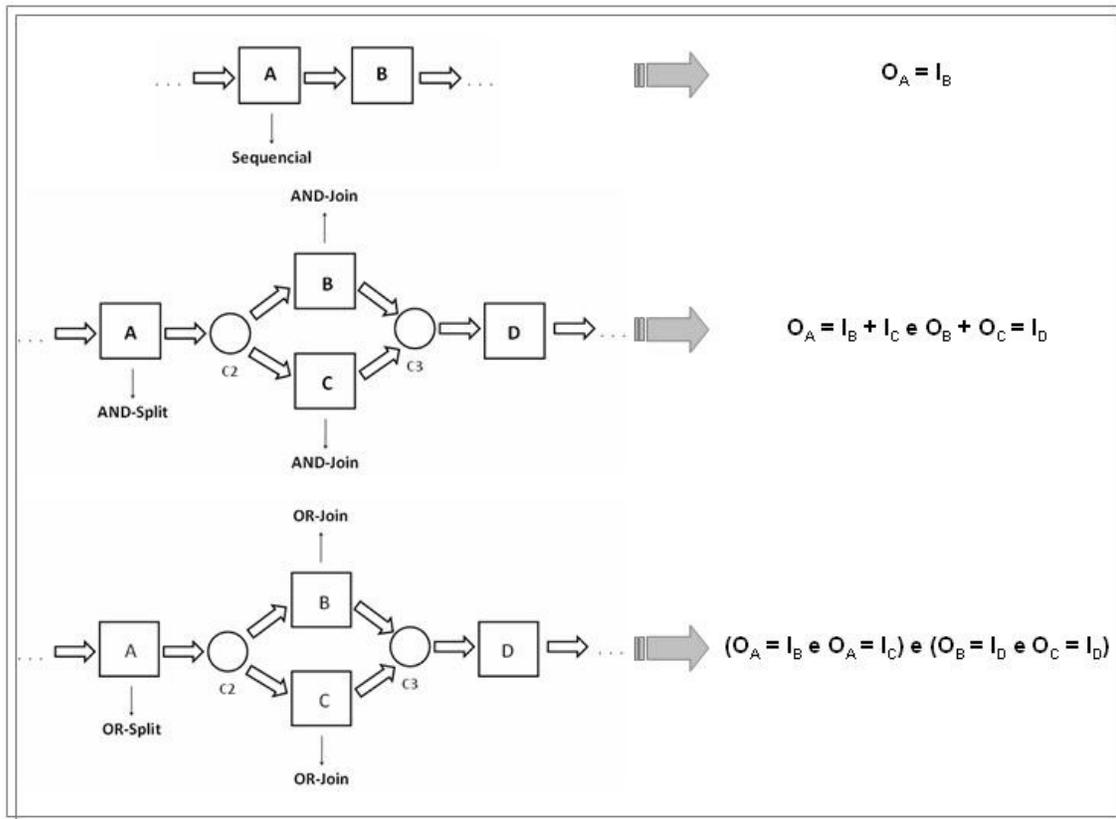 . . . A B . . . O_A = I_B
Sequencial
AND-Join
B
. . . A D . . . O_A = I_B + I_C e O_B + O_C = I_D
C2 C3
C
AND-Split
AND-Join
OR-Join
B
. . . A D . . . (O_A = I_B e O_A = I_C) e (O_B = I_D e O_C = I_D)
C2 C3
C
OR-Split
OR-Join